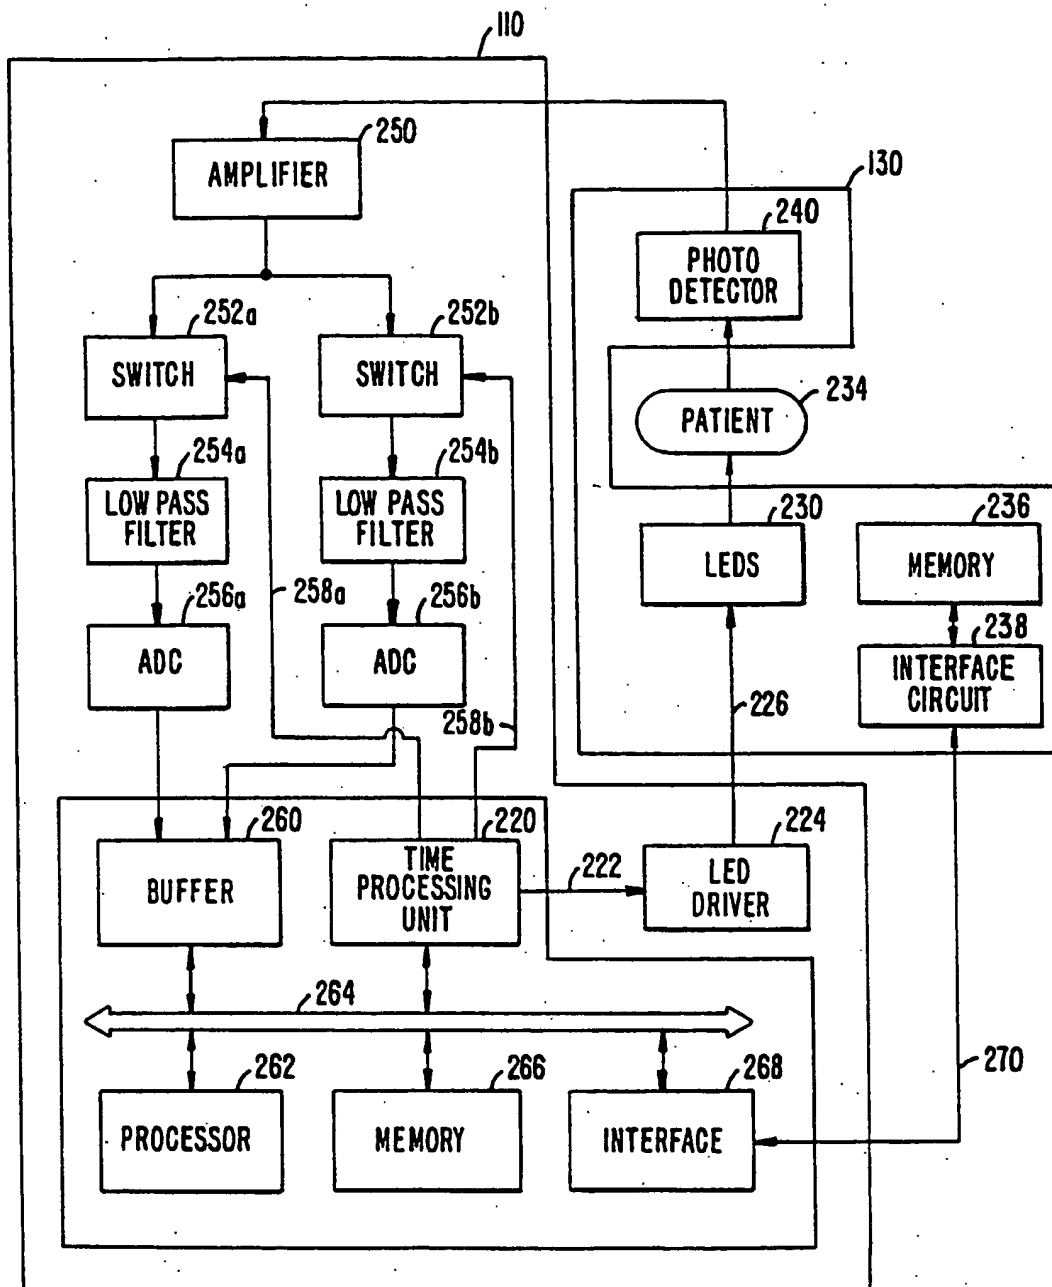 110
250
AMPLIFIER
130
240
PHOTO
DETECTOR
252a
252b
SWITCH
SWITCH
234
PATIENT
254a
254b
LOW PASS
FILTER
LOW PASS
FILTER
230
236
LEDS
MEMORY
256a
258a
256b
238
ADC
ADC
INTERFACE
CIRCUIT
226
258b
260
220
224
BUFFER
TIME
PROCESSING
UNIT
222
LED
DRIVER
264
262
266
268
270
PROCESSOR
MEMORY
INTERFACE